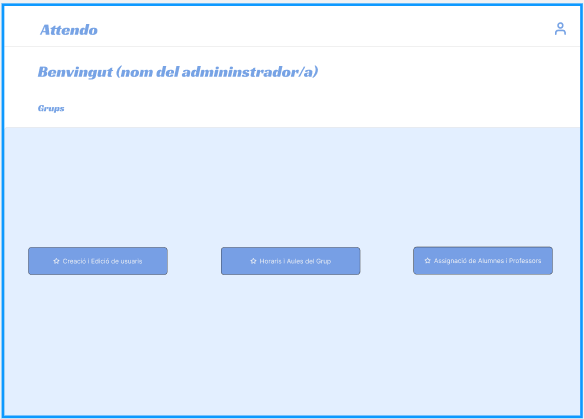 Attendo
Benvingut (nom del admininstrador/a)
Grups
Creació i Edició de usuaris
Horaris i Aules del Grup
Assignació de Alumnes i Professors